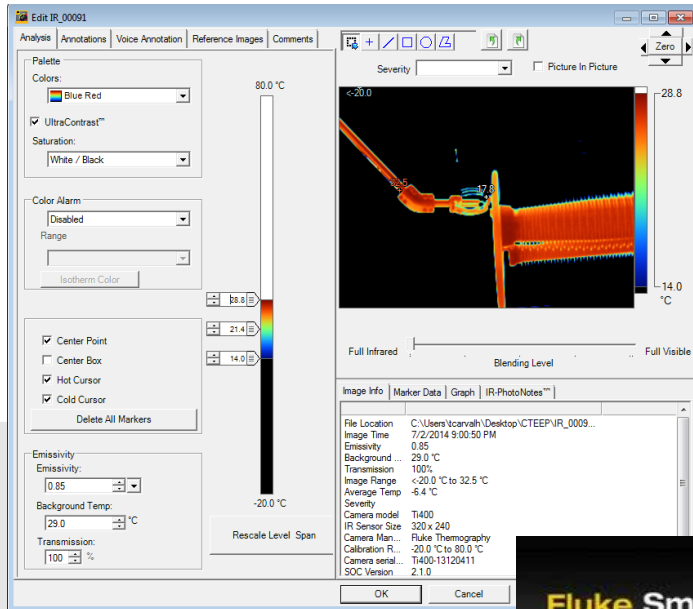 Edit IR_00091
Analysis Annotations Voice Annotation Reference Images Comments
Palette
Colors:
Blue Red
UltraContrast™
Saturation:
White / Black
Color Alarm
Disabled
Range
Isotherm Color
Center Point
Center Box
Hot Cursor
Cold Cursor
Delete All Markers
Emissivity
Emissivity:
0.85
Background Temp:
29.0 °C
Transmission:
100 %
80.0 °C
28.8
21.4
14.0
-20.0 °C
Rescale Level Span
Zero
Severity
Picture In Picture
<-20.0
32.5
17.8
28.8
14.0
°C
Full Infrared
Blending Level
Full Visible
Image Info Marker Data Graph IR-PhotoNotes™
File Location C:\Users\tcarvalh\Desktop\CTEEP\IR_0009...
Image Time 7/2/2014 9:00:50 PM
Emissivity 0.85
Background ... 29.0 °C
Transmission 100%
Image Range <-20.0 °C to 32.5 °C
Average Temp -6.4 °C
Severity
Camera model Ti400
IR Sensor Size 320 x 240
Camera Man... Fluke Thermography
Calibration R... -20.0 °C to 80.0 °C
Camera serial... Ti400-13120411
SOC Version 2.1.0
OK Cancel
Fluke Sm